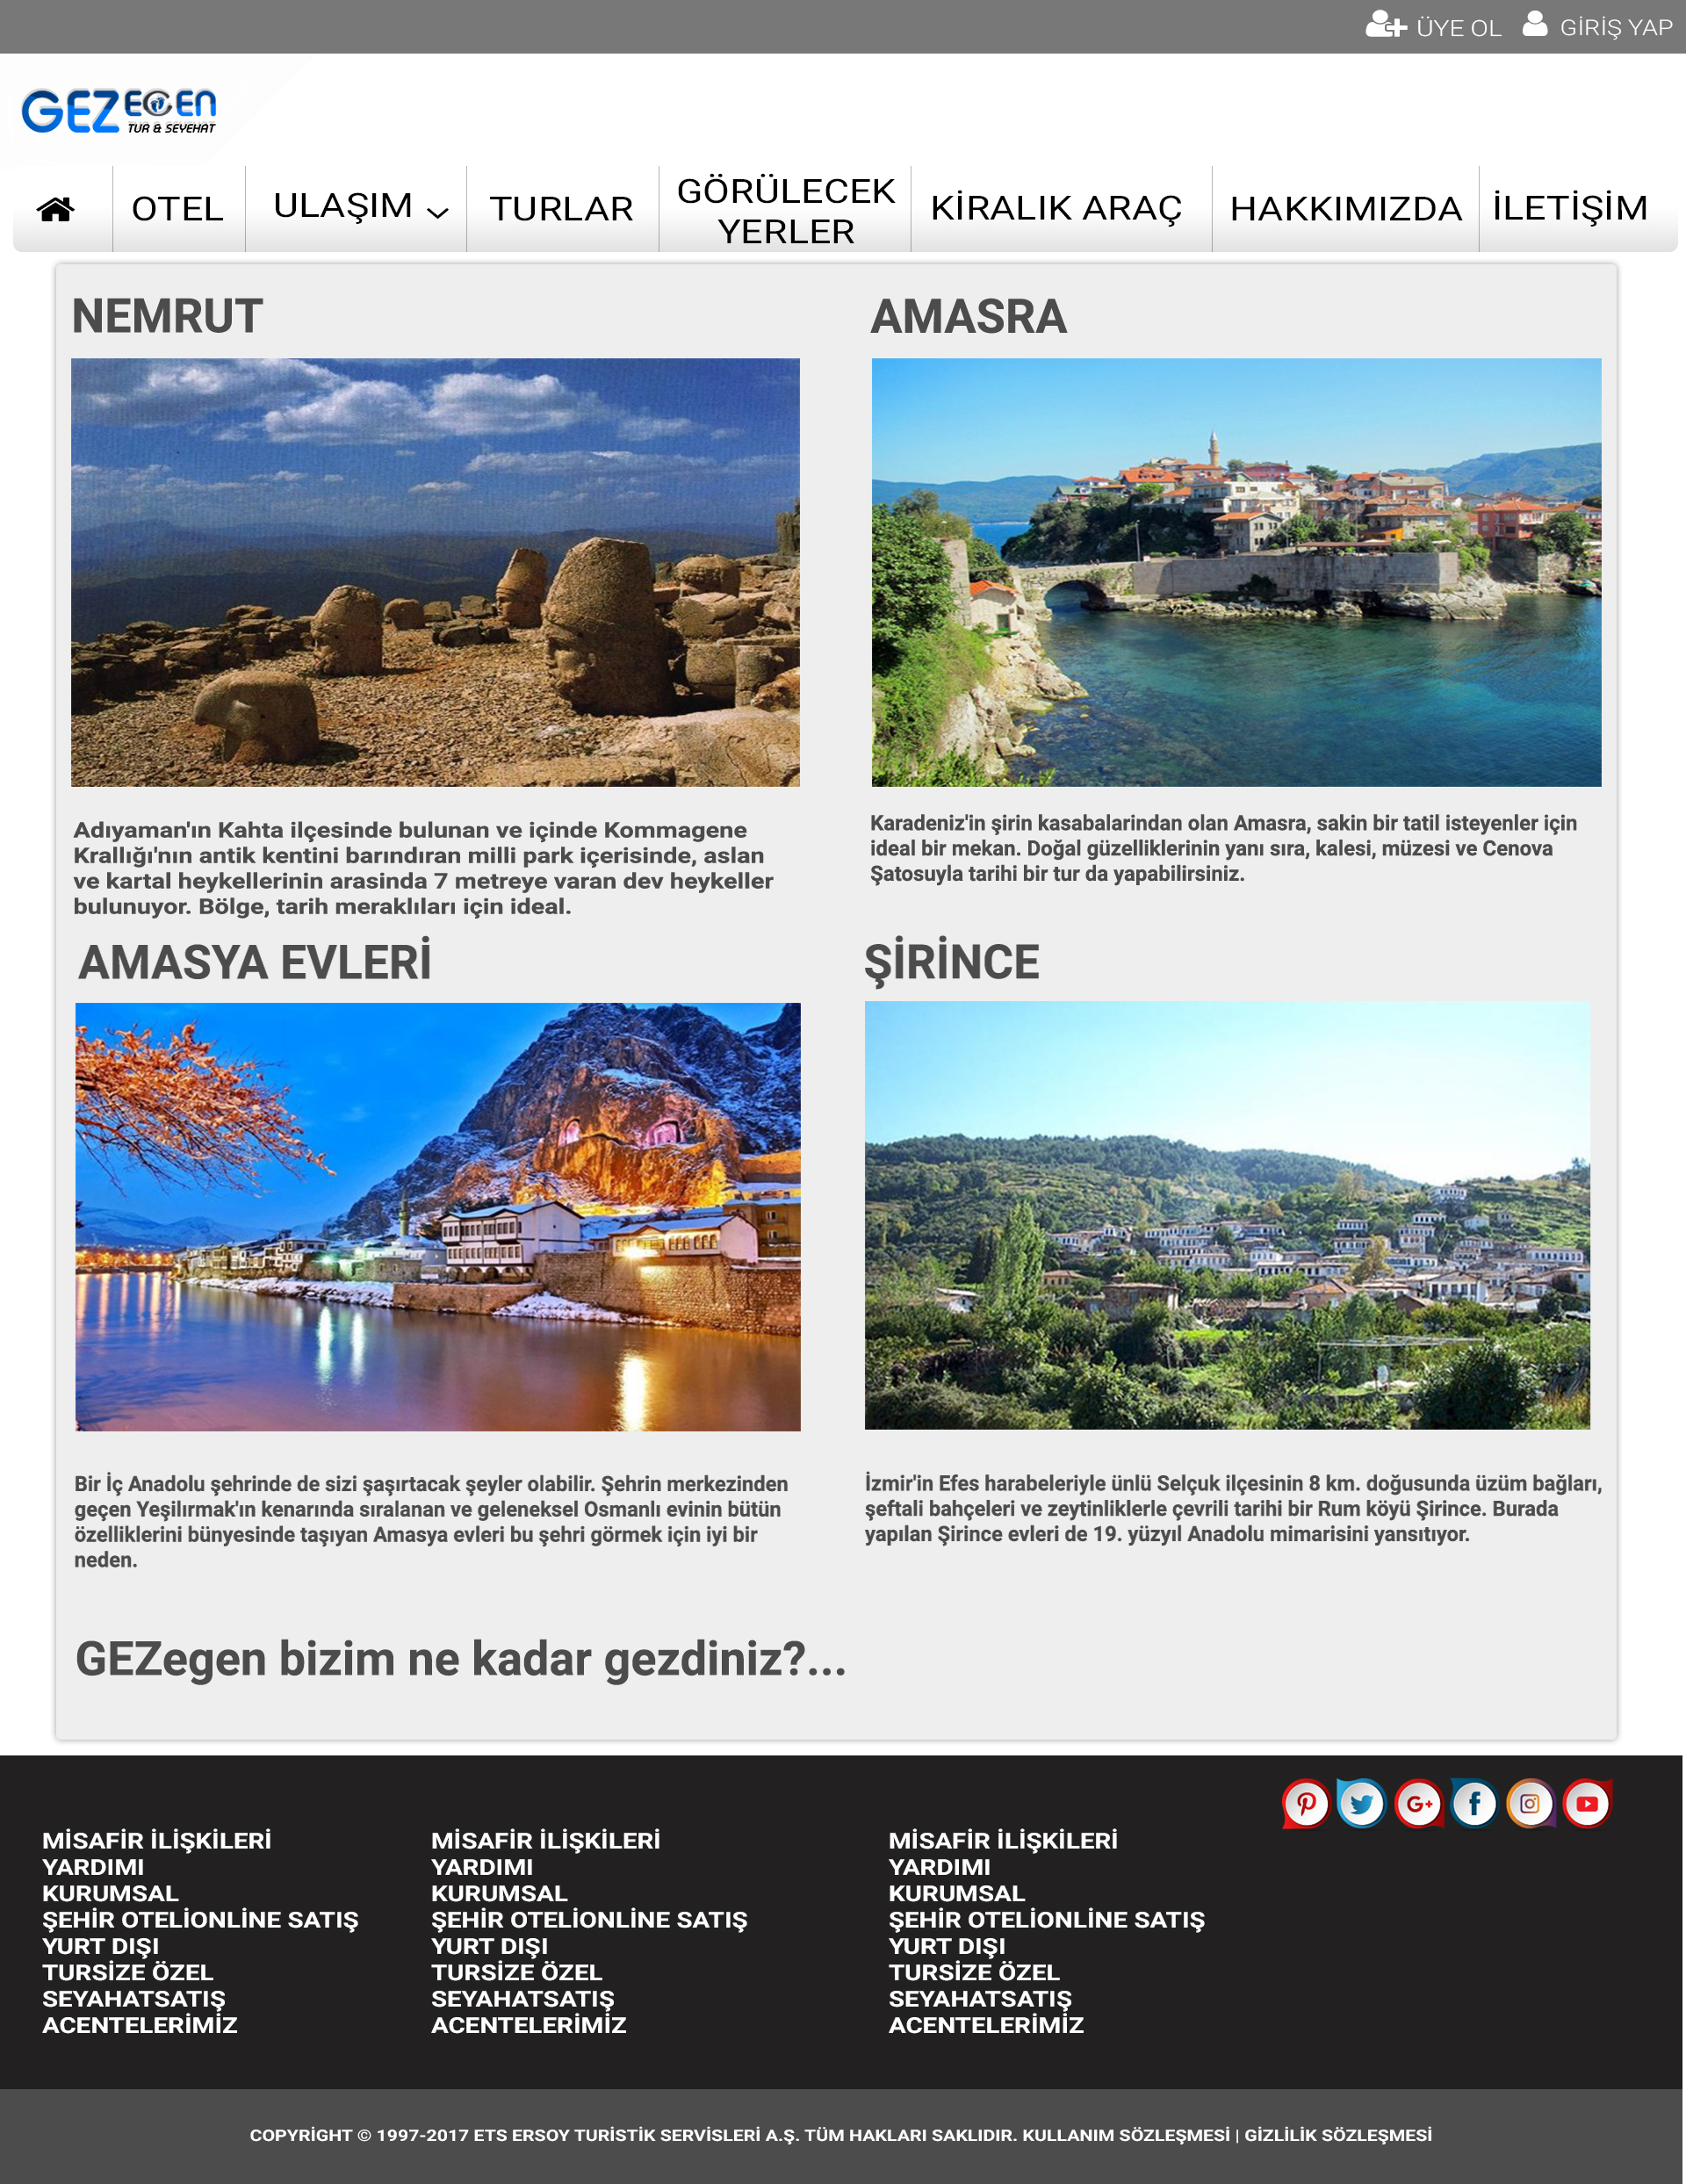 ÜYE OL GİRİŞ YAP
GEZEGEN
TUR & SEYEHAT
OTEL
ULAŞIM
TURLAR
GÖRÜLECEK
YERLER
KİRALIK ARAÇ
HAKKIMIZDA
İLETİŞİM
NEMRUT
Adıyaman'ın Kahta ilçesinde bulunan ve içinde Kommagene
Krallığı'nın antik kentini barındıran milli park içerisinde, aslan
ve kartal heykellerinin arasinda 7 metreye varan dev heykeller
bulunuyor. Bölge, tarih meraklıları için ideal.
AMASRA
Karadeniz'in şirin kasabalarindan olan Amasra, sakin bir tatil isteyenler için
ideal bir mekan. Doğal güzelliklerinin yanı sıra, kalesi, müzesi ve Cenova
Şatosuyla tarihi bir tur da yapabilirsiniz.
AMASYA EVLERİ
Bir İç Anadolu şehrinde de sizi şaşırtacak şeyler olabilir. Şehrin merkezinden
geçen Yeşilırmak'ın kenarında sıralanan ve geleneksel Osmanlı evinin bütün
özelliklerini bünyesinde taşıyan Amasya evleri bu şehri görmek için iyi bir
neden.
ŞİRİNCE
İzmir'in Efes harabeleriyle ünlü Selçuk ilçesinin 8 km. doğusunda üzüm bağları,
şeftali bahçeleri ve zeytinliklerle çevrili tarihi bir Rum köyü Şirince. Burada
yapılan Şirince evleri de 19. yüzyıl Anadolu mimarisini yansıtıyor.
GEZegen bizim ne kadar gezdiniz?...
MİSAFİR İLİŞKİLERİ
YARDIMI
KURUMSAL
ŞEHİR OTELİONLİNE SATIŞ
YURT DIŞI
TURSİZE ÖZEL
SEYAHATSATIŞ
ACENTELERİMİZ
MİSAFİR İLİŞKİLERİ
YARDIMI
KURUMSAL
ŞEHİR OTELİONLİNE SATIŞ
YURT DIŞI
TURSİZE ÖZEL
SEYAHATSATIŞ
ACENTELERİMİZ
MİSAFİR İLİŞKİLERİ
YARDIMI
KURUMSAL
ŞEHİR OTELİONLİNE SATIŞ
YURT DIŞI
TURSİZE ÖZEL
SEYAHATSATIŞ
ACENTELERİMİZ
COPYRİGHT © 1997-2017 ETS ERSOY TURİSTİK SERVİSLERİ A.Ş. TÜM HAKLARI SAKLIDIR. KULLANIM SÖZLEŞMESİ | GİZLİLİK SÖZLEŞMESİ